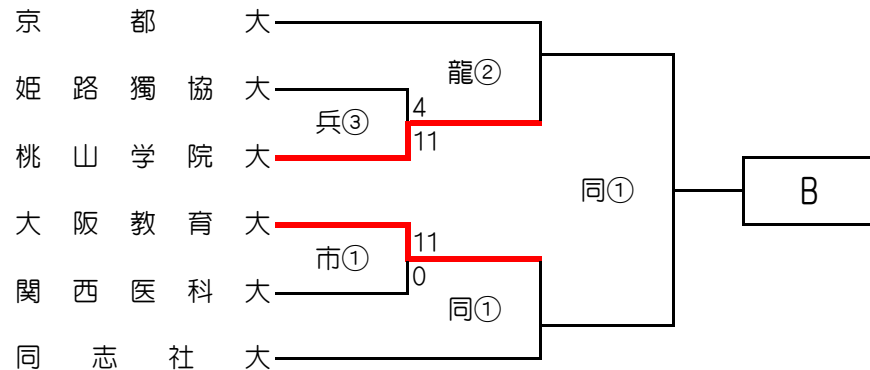 京都大
龍②
姫路獨協大
4
兵③
11
桃山学院大
同①
B
大阪教育大
11
市①
0
関西医科大
同①
同志社大